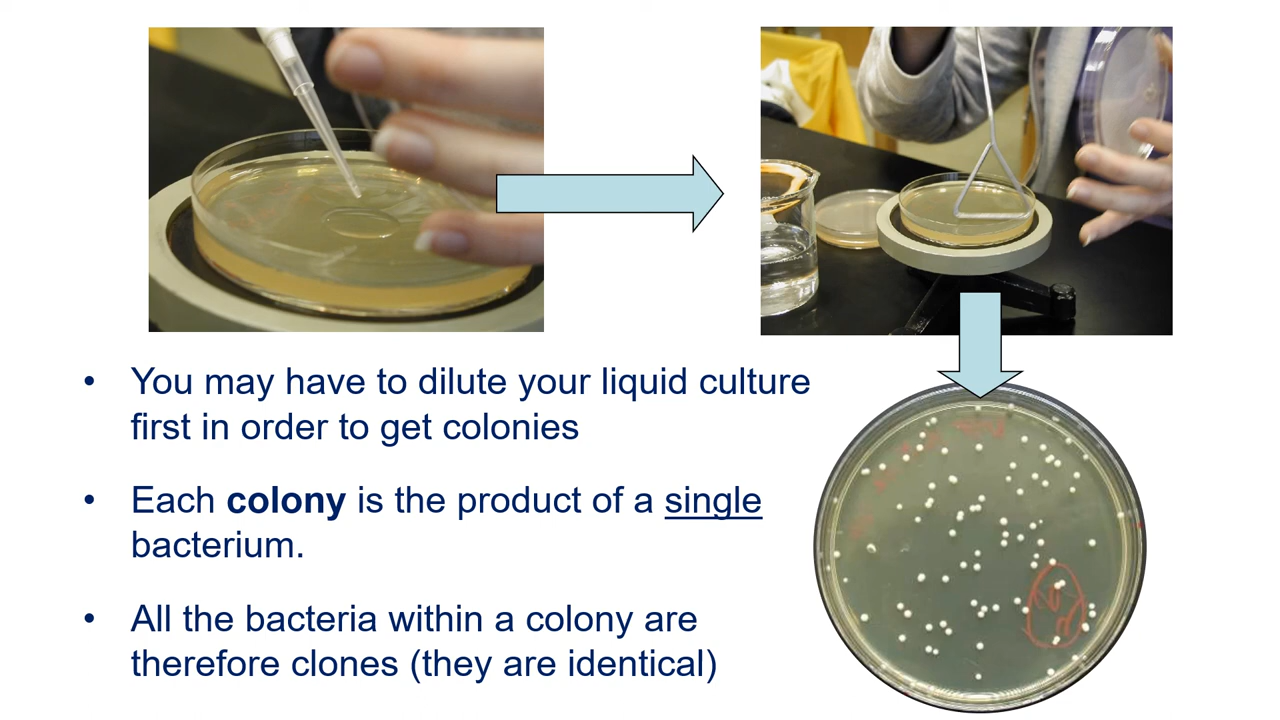 • You may have to dilute your liquid culture
first in order to get colonies
• Each colony is the product of a single
bacterium.
• All the bacteria within a colony are
therefore clones (they are identical)